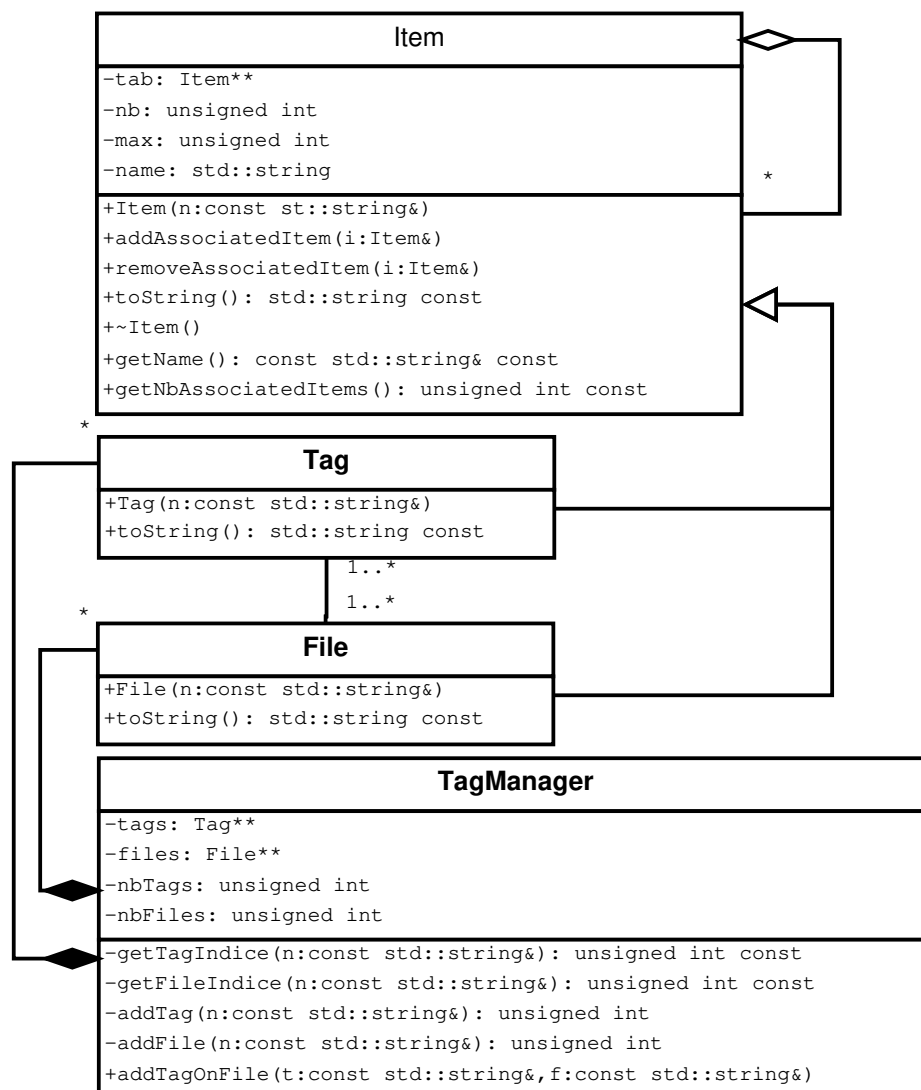 Item
-tab: Item**
-nb: unsigned int
-max: unsigned int
-name: std::string
*
+Item(n:const st::string&)
+addAssociatedItem(i:Item&)
+removeAssociatedItem(i:Item&)
+toString(): std::string const
+~Item()
+getName(): const std::string& const
+getNbAssociatedItems(): unsigned int const
*
Tag
+Tag(n:const std::string&)
+toString(): std::string const
1..*
1..*
*
File
+File(n:const std::string&)
+toString(): std::string const
TagManager
-tags: Tag**
-files: File**
-nbTags: unsigned int
-nbFiles: unsigned int
-getTagIndice(n:const std::string&): unsigned int const
-getFileIndice(n:const std::string&): unsigned int const
-addTag(n:const std::string&): unsigned int
-addFile(n:const std::string&): unsigned int
+addTagOnFile(t:const std::string&,f:const std::string&)